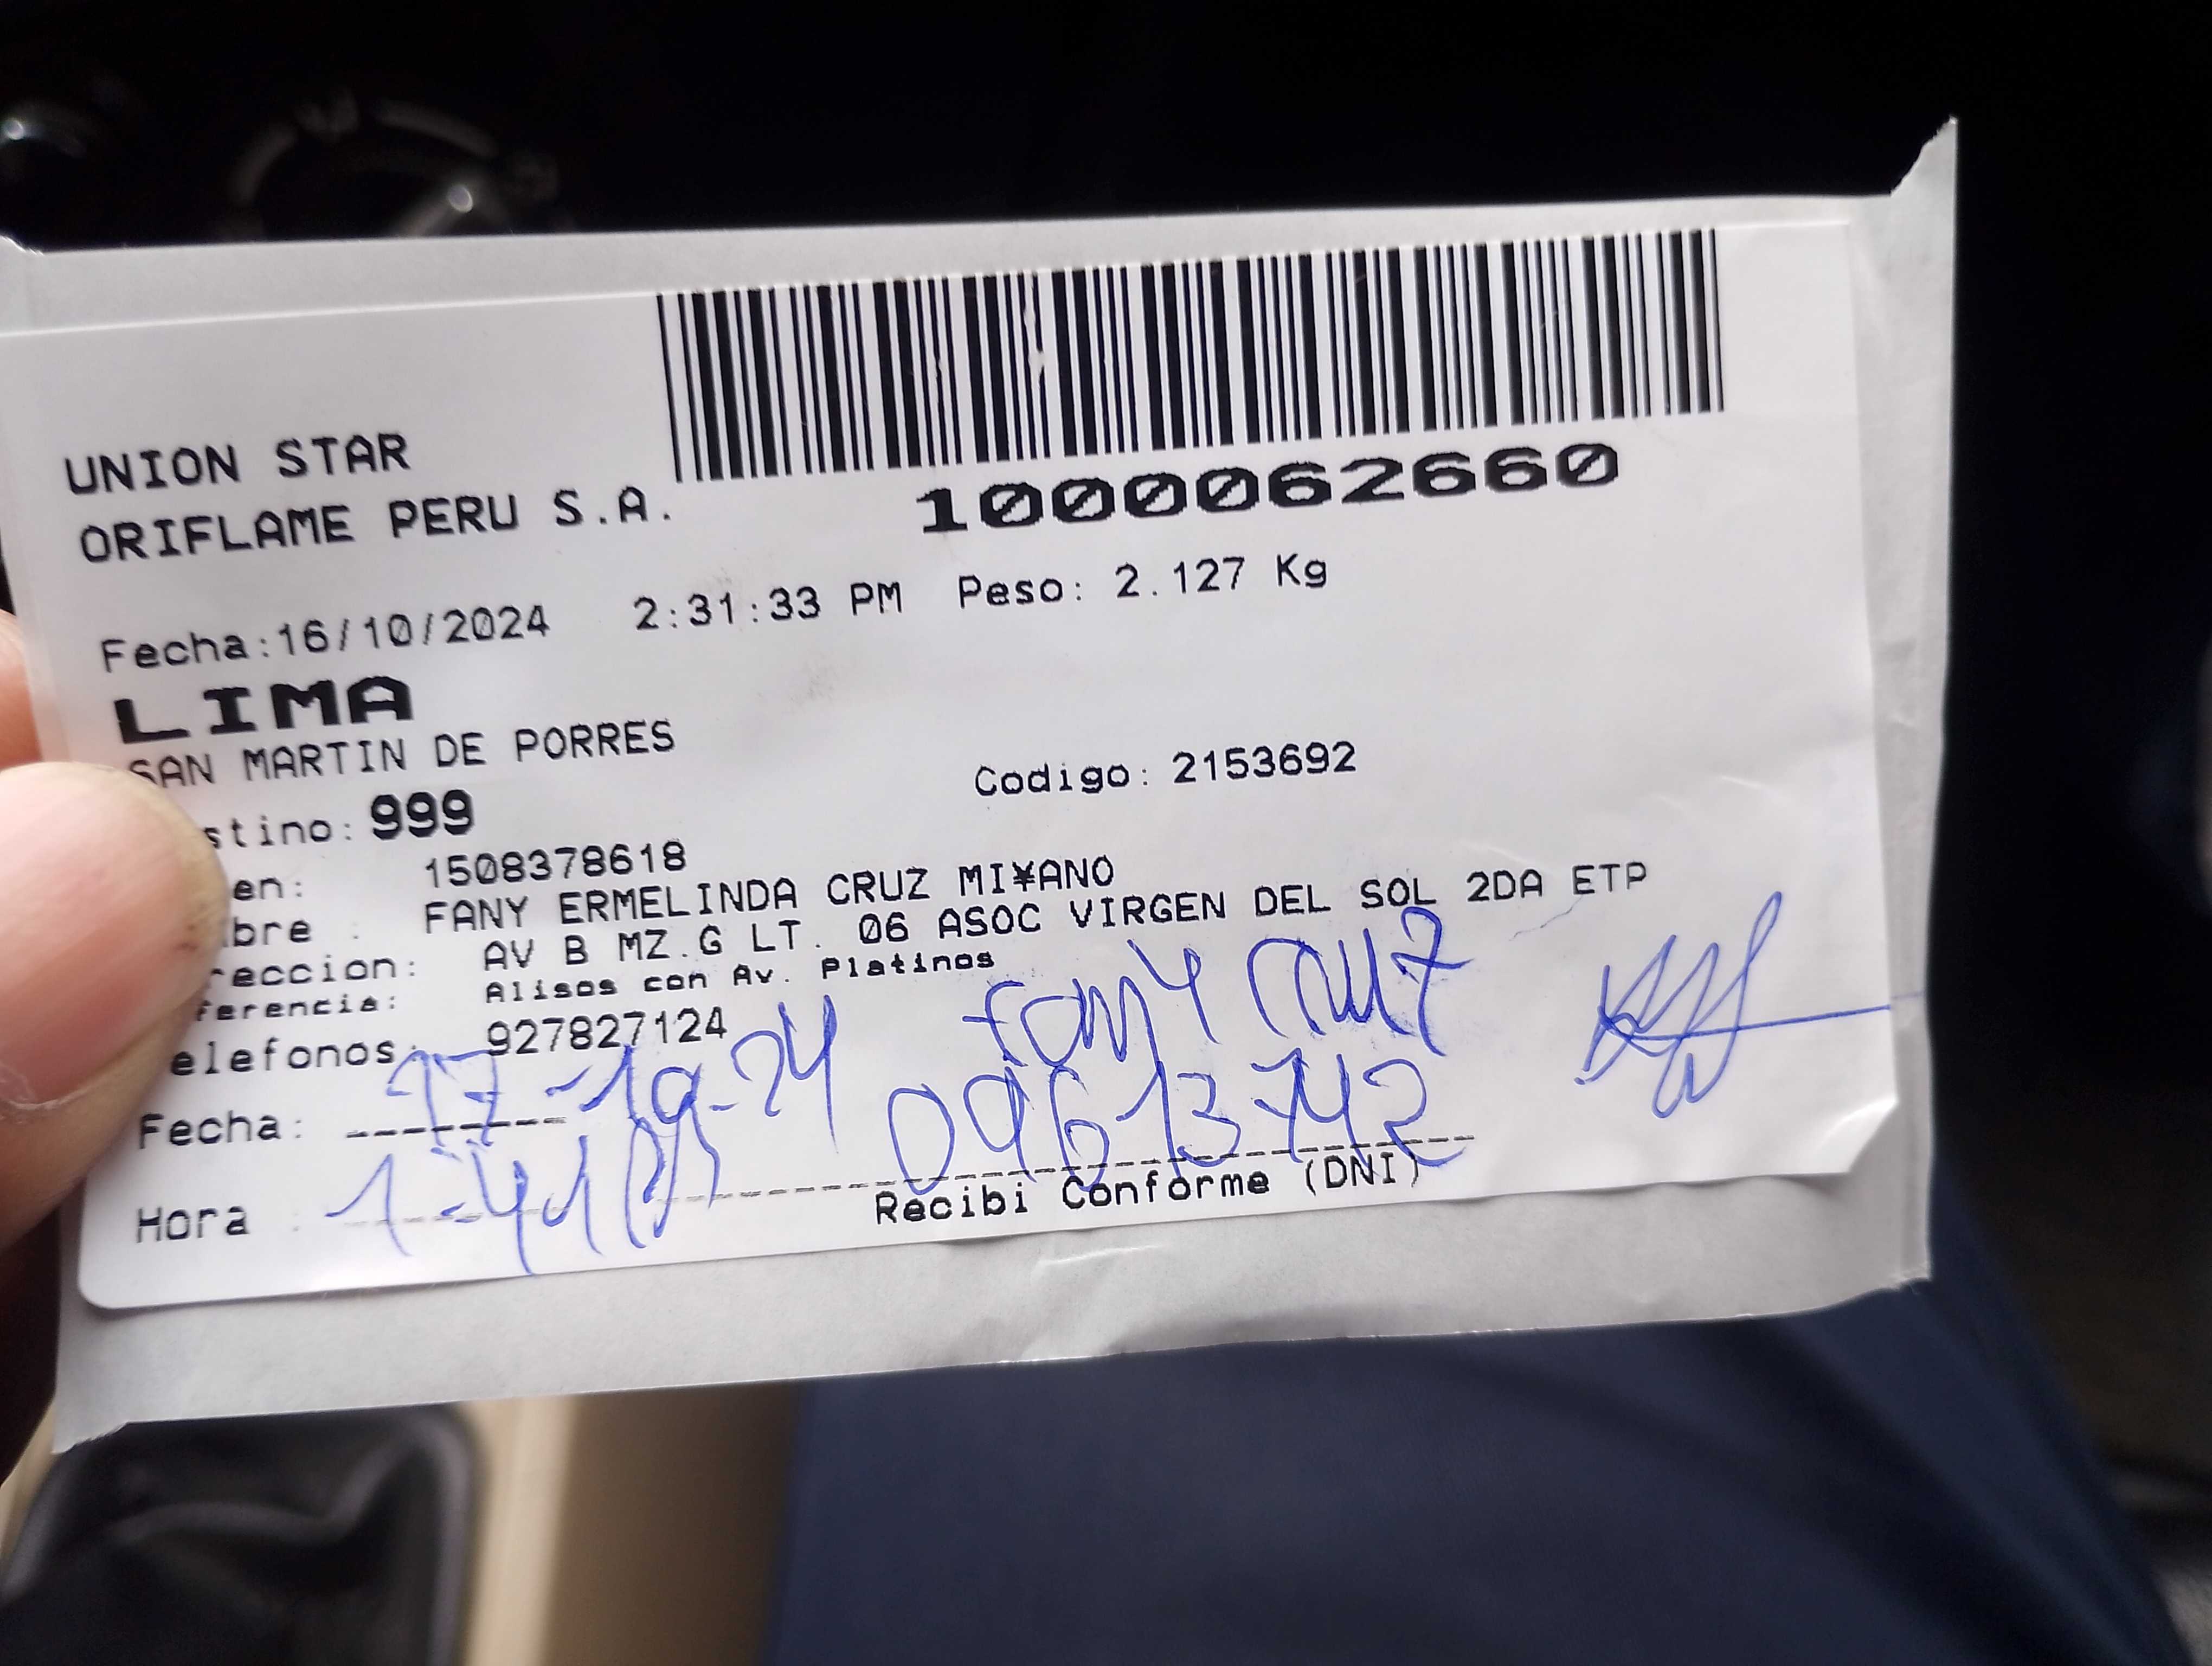 UNION STAR
ORIFLAME PERU S.A.
1000062660
Fecha:16/10/2024 2:31:33 PM Peso: 2.127 Kg
LIMA
SAN MARTIN DE PORRES
stino: 999 Codigo: 2153692
en: 1508378618
bre : FANY ERMELINDA CRUZ MI¥ANO
reccion: AV B MZ.G LT. 06 ASOC VIRGEN DEL SOL 2DA ETP
ferencia: Alisos con Av. Platinos
elefonos: 927827124
fany cruz
Fecha: 17-10-24 09613742
Hora :
Recibi Conforme (DNI)